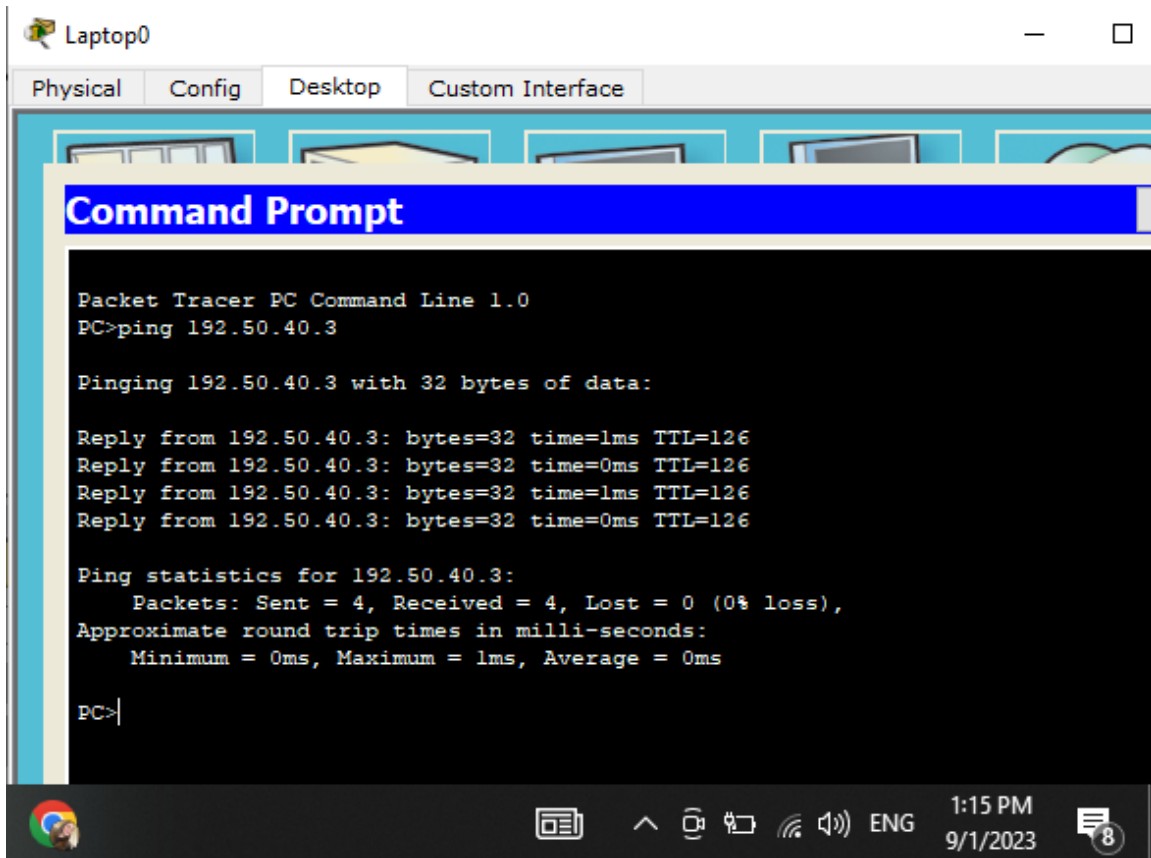 Laptop0
Physical Config Desktop Custom Interface
Command Prompt
Packet Tracer PC Command Line 1.0
PC>ping 192.50.40.3
Pinging 192.50.40.3 with 32 bytes of data:
Reply from 192.50.40.3: bytes=32 time=1ms TTL=126
Reply from 192.50.40.3: bytes=32 time=0ms TTL=126
Reply from 192.50.40.3: bytes=32 time=1ms TTL=126
Reply from 192.50.40.3: bytes=32 time=0ms TTL=126
Ping statistics for 192.50.40.3:
Packets: Sent = 4, Received = 4, Lost = 0 (0% loss),
Approximate round trip times in milli-seconds:
Minimum = 0ms, Maximum = 1ms, Average = 0ms
PC>
ENG
1:15 PM
9/1/2023
8